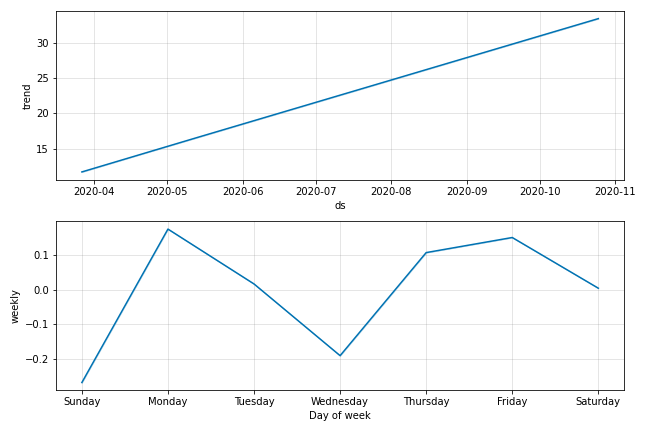 30
25
20
15
trend
2020-04 2020-05 2020-06 2020-07 2020-08 2020-09 2020-10 2020-11
ds
0.1
0.0
−0.1
−0.2
weekly
Sunday Monday Tuesday Wednesday Thursday Friday Saturday
Day of week